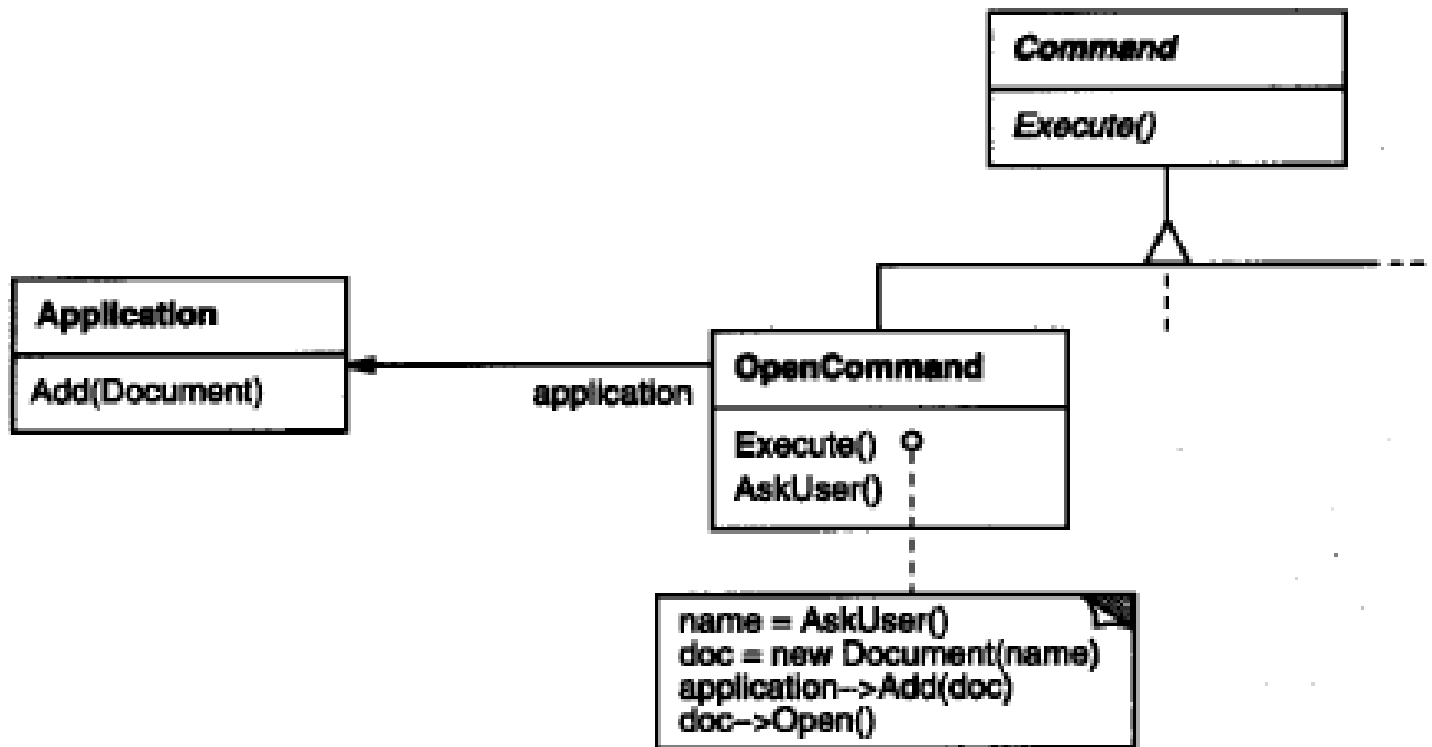 Command
Execute()
Application
Add(Document)
application
OpenCommand
Execute()
AskUser()
name = AskUser()
doc = new Document(name)
application->Add(doc)
doc->Open()